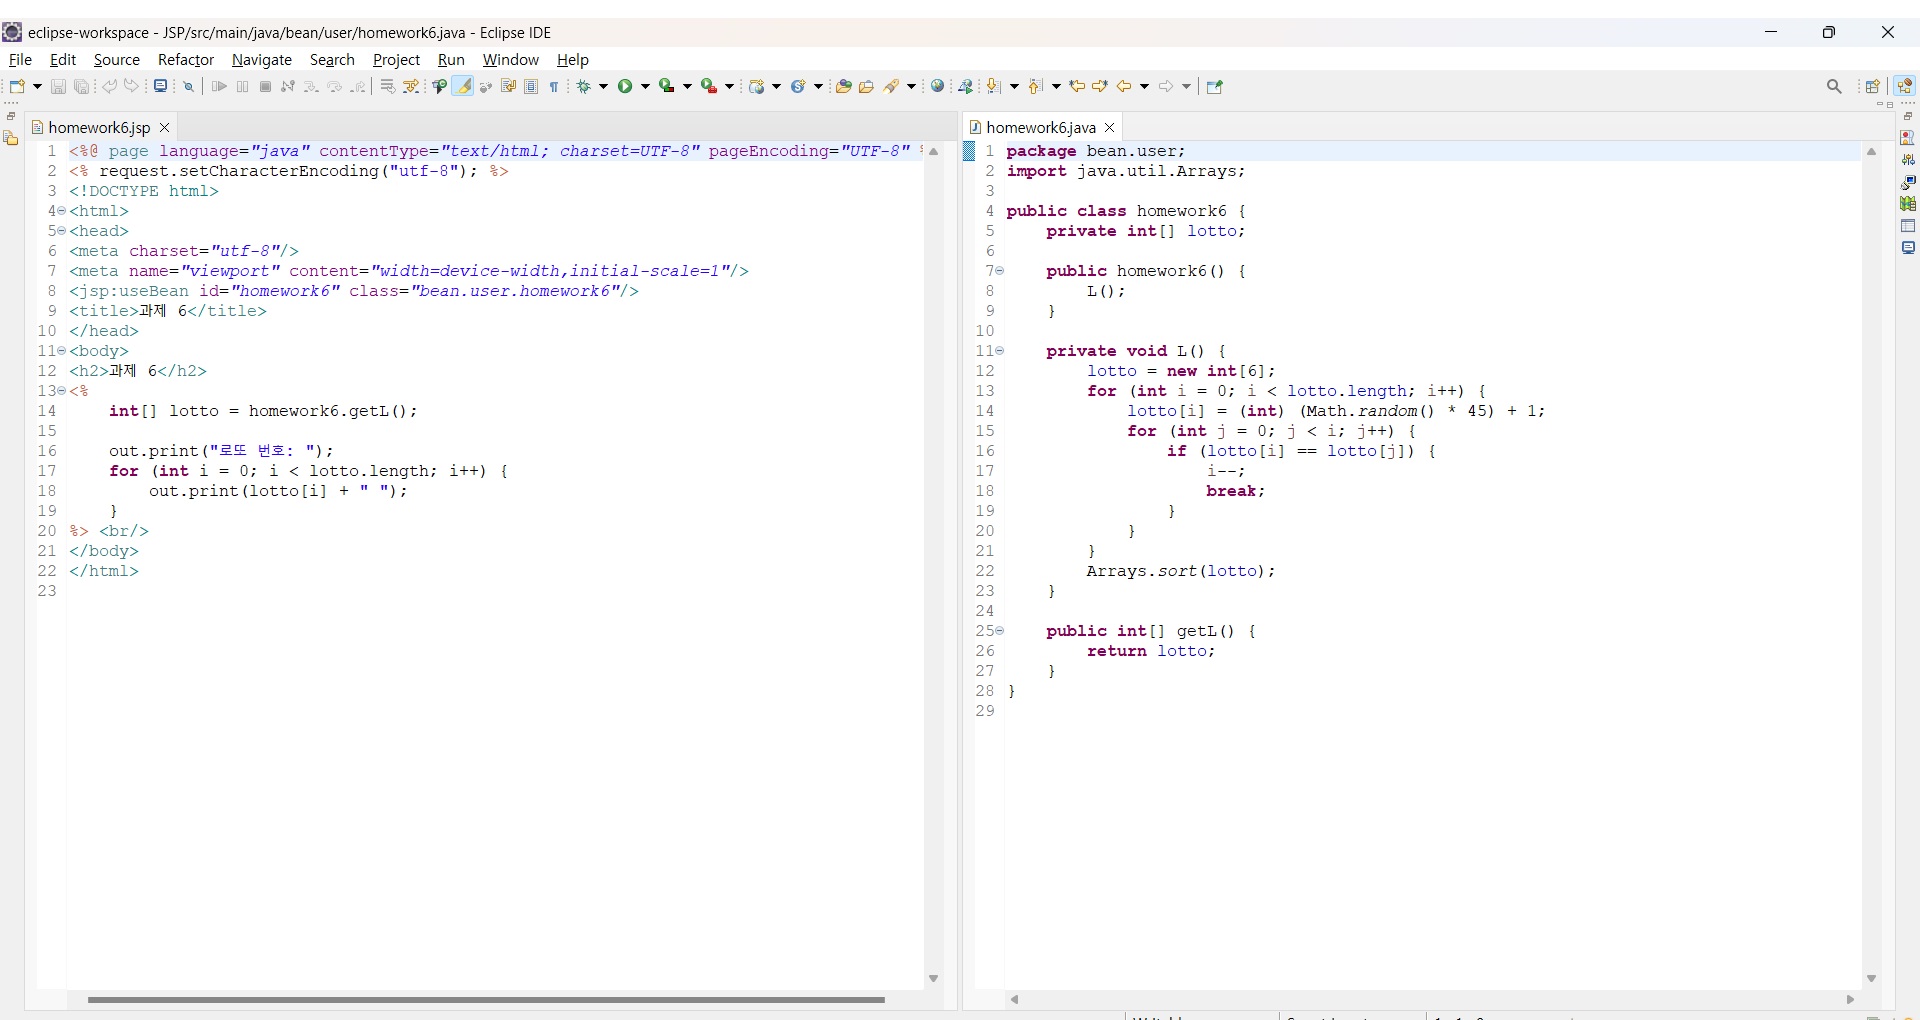 eclipse-workspace - JSP/src/main/java/bean/user/homework6.java - Eclipse IDE
File Edit Source Refactor Navigate Search Project Run Window Help
homework6.jsp
1 <%@ page language="java" contentType="text/html; charset=UTF-8" pageEncoding="UTF-8"
2 <% request.setCharacterEncoding("utf-8"); %>
3 <!DOCTYPE html>
4 <html>
5 <head>
6 <meta charset="utf-8"/>
7 <meta name="viewport" content="width=device-width,initial-scale=1"/>
8 <jsp:useBean id="homework6" class="bean.user.homework6"/>
9 <title>과제 6</title>
10 </head>
11 <body>
12 <h2>과제 6</h2>
13 <%
14     int[] lotto = homework6.getL();
15
16     out.print("로또 번호: ");
17     for (int i = 0; i < lotto.length; i++) {
18         out.print(lotto[i] + " ");
19     }
20 %> <br/>
21 </body>
22 </html>
23
homework6.java
1 package bean.user;
2 import java.util.Arrays;
3
4 public class homework6 {
5     private int[] lotto;
6
7     public homework6() {
8         L();
9     }
10
11     private void L() {
12         lotto = new int[6];
13         for (int i = 0; i < lotto.length; i++) {
14             lotto[i] = (int) (Math.random() * 45) + 1;
15             for (int j = 0; j < i; j++) {
16                 if (lotto[i] == lotto[j]) {
17                     i--;
18                     break;
19                 }
20             }
21         }
22         Arrays.sort(lotto);
23     }
24
25     public int[] getL() {
26         return lotto;
27     }
28 }
29